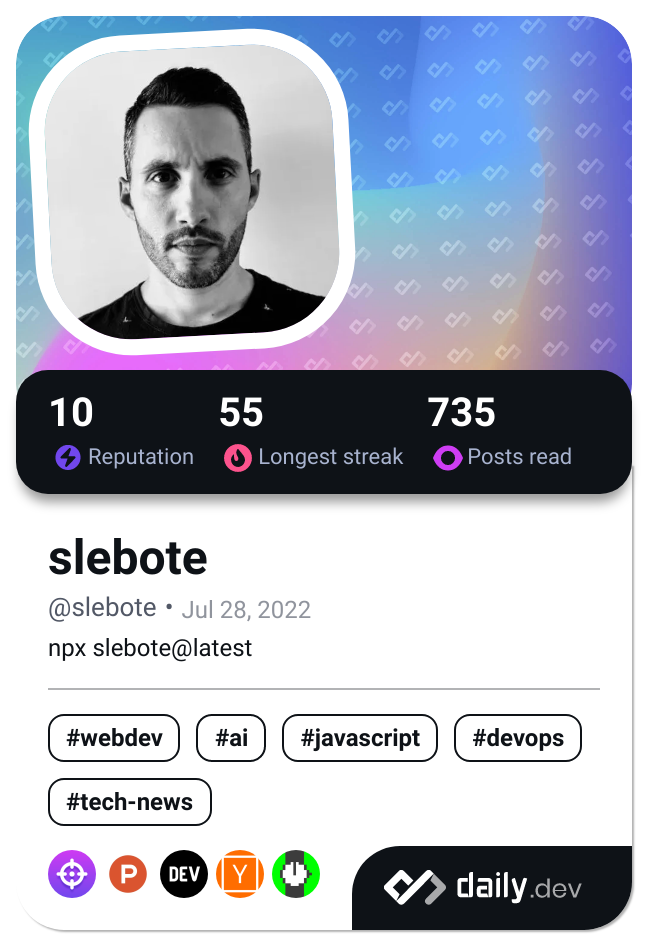 10 55 735
Reputation Longest streak Posts read
slebote
@slebote • Jul 28, 2022
npx slebote@latest
#webdev #ai #javascript #devops
#tech-news
P DEV Y
daily.dev